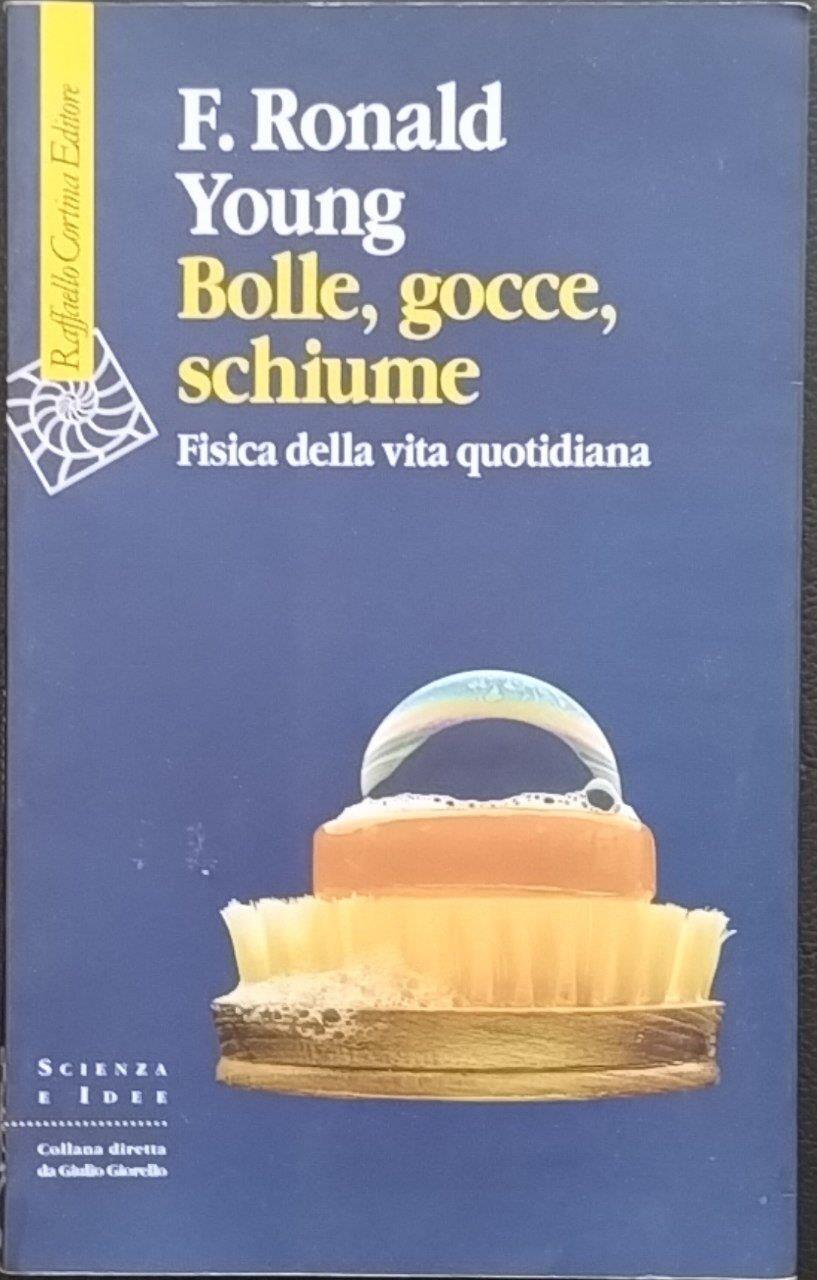 Raffaello Cortina Editore
F. Ronald
Young
Bolle, gocce,
schiume
Fisica della vita quotidiana
SCIENZA
E IDEE
Collana diretta
da Giulio Giorello